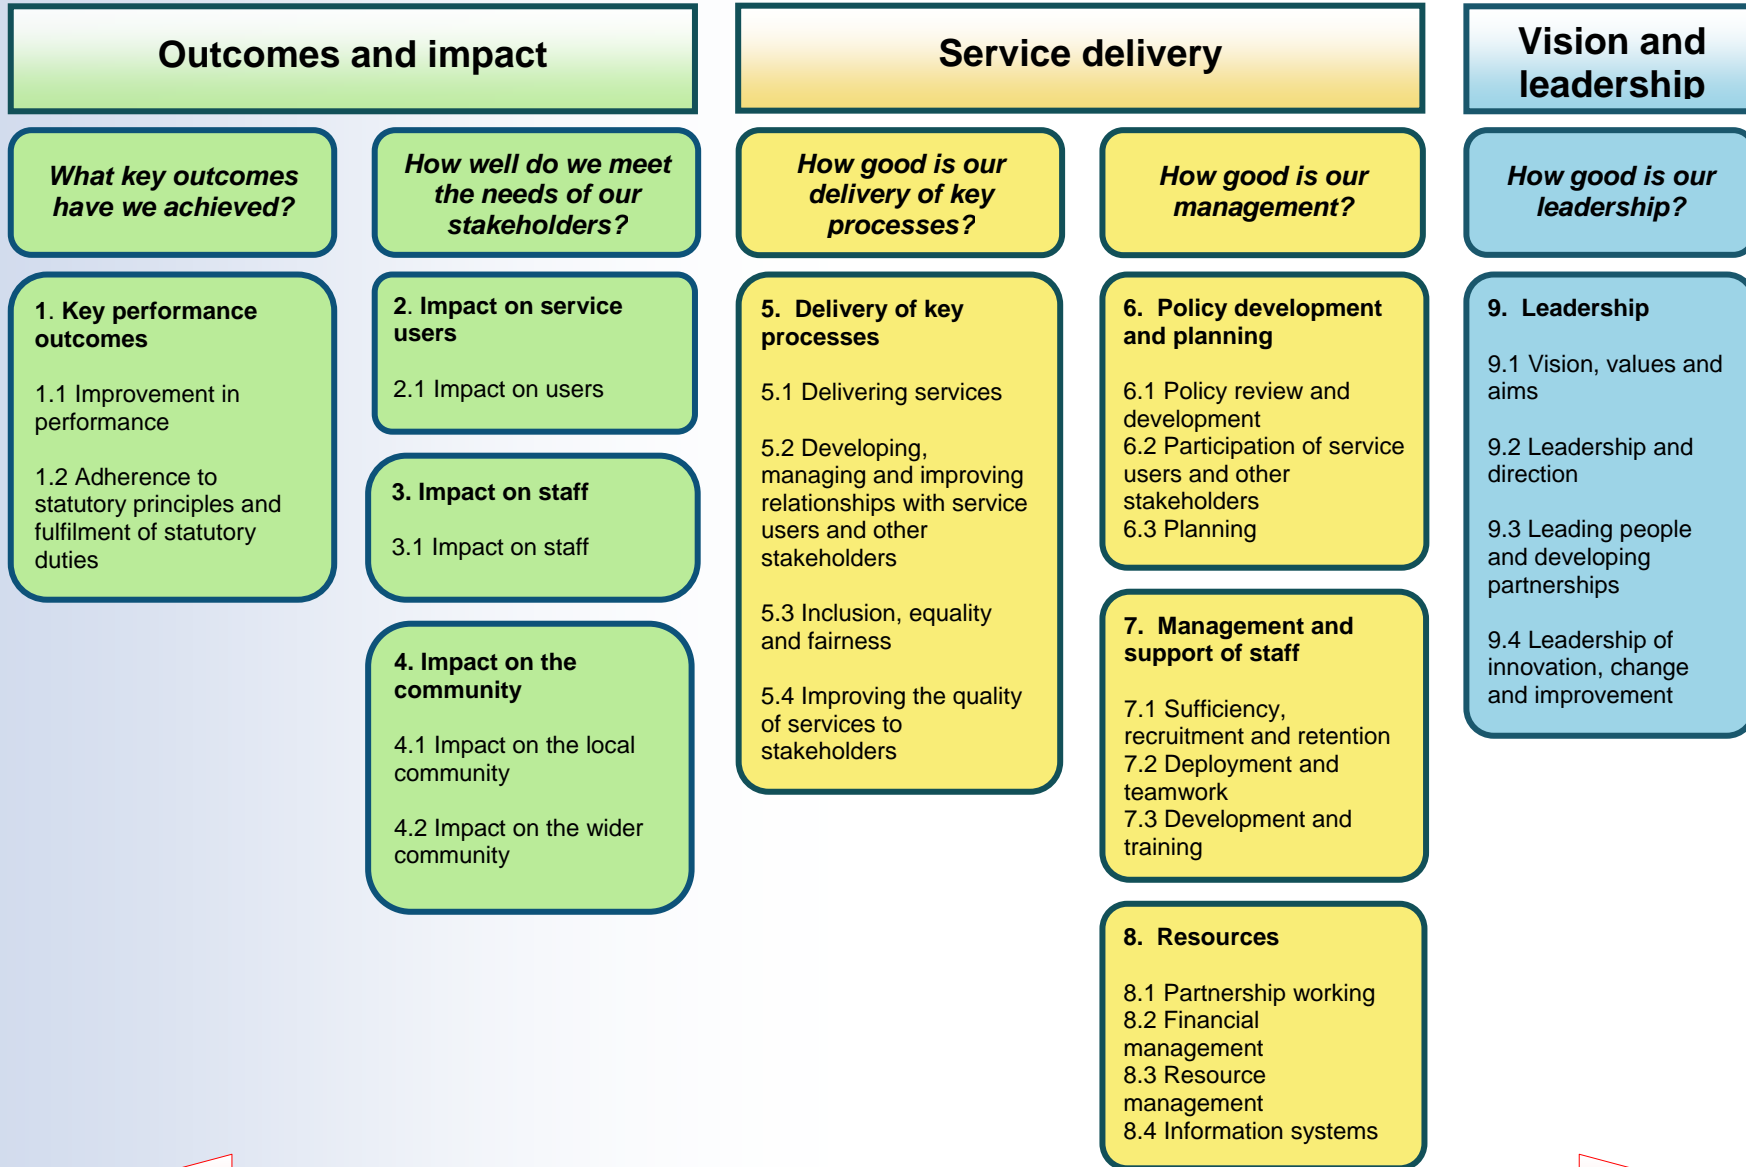 Outcomes and impact
Service delivery
Vision and
leadership
What key outcomes
have we achieved?
How well do we meet
the needs of our
stakeholders?
How good is our
delivery of key
processes?
How good is our
management?
How good is our
leadership?
1. Key performance
outcomes
1.1 Improvement in
performance
1.2 Adherence to
statutory principles and
fulfilment of statutory
duties
2. Impact on service
users
2.1 Impact on users
3. Impact on staff
3.1 Impact on staff
4. Impact on the
community
4.1 Impact on the local
community
4.2 Impact on the wider
community
5. Delivery of key
processes
5.1 Delivering services
5.2 Developing,
managing and improving
relationships with service
users and other
stakeholders
5.3 Inclusion, equality
and fairness
5.4 Improving the quality
of services to
stakeholders
6. Policy development
and planning
6.1 Policy review and
development
6.2 Participation of service
users and other
stakeholders
6.3 Planning
7. Management and
support of staff
7.1 Sufficiency,
recruitment and retention
7.2 Deployment and
teamwork
7.3 Development and
training
8. Resources
8.1 Partnership working
8.2 Financial
management
8.3 Resource
management
8.4 Information systems
9. Leadership
9.1 Vision, values and
aims
9.2 Leadership and
direction
9.3 Leading people
and developing
partnerships
9.4 Leadership of
innovation, change
and improvement